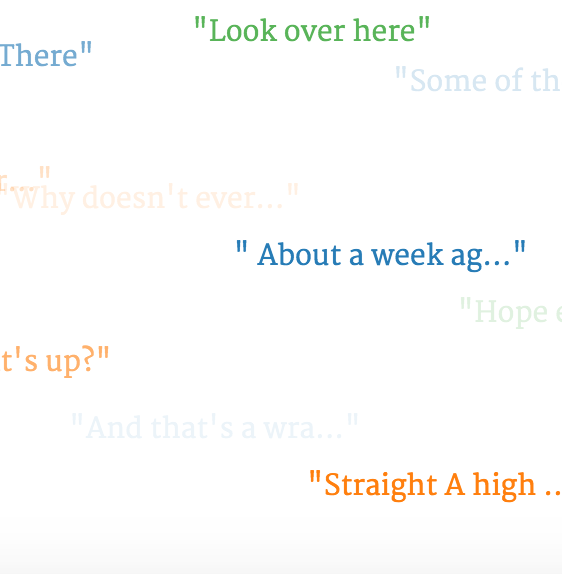 "Look over here"
There"
"Some of th
r..."
"Why doesn't ever..."
" About a week ag..."
"Hope e
t's up?"
"And that's a wra..."
"Straight A high ..